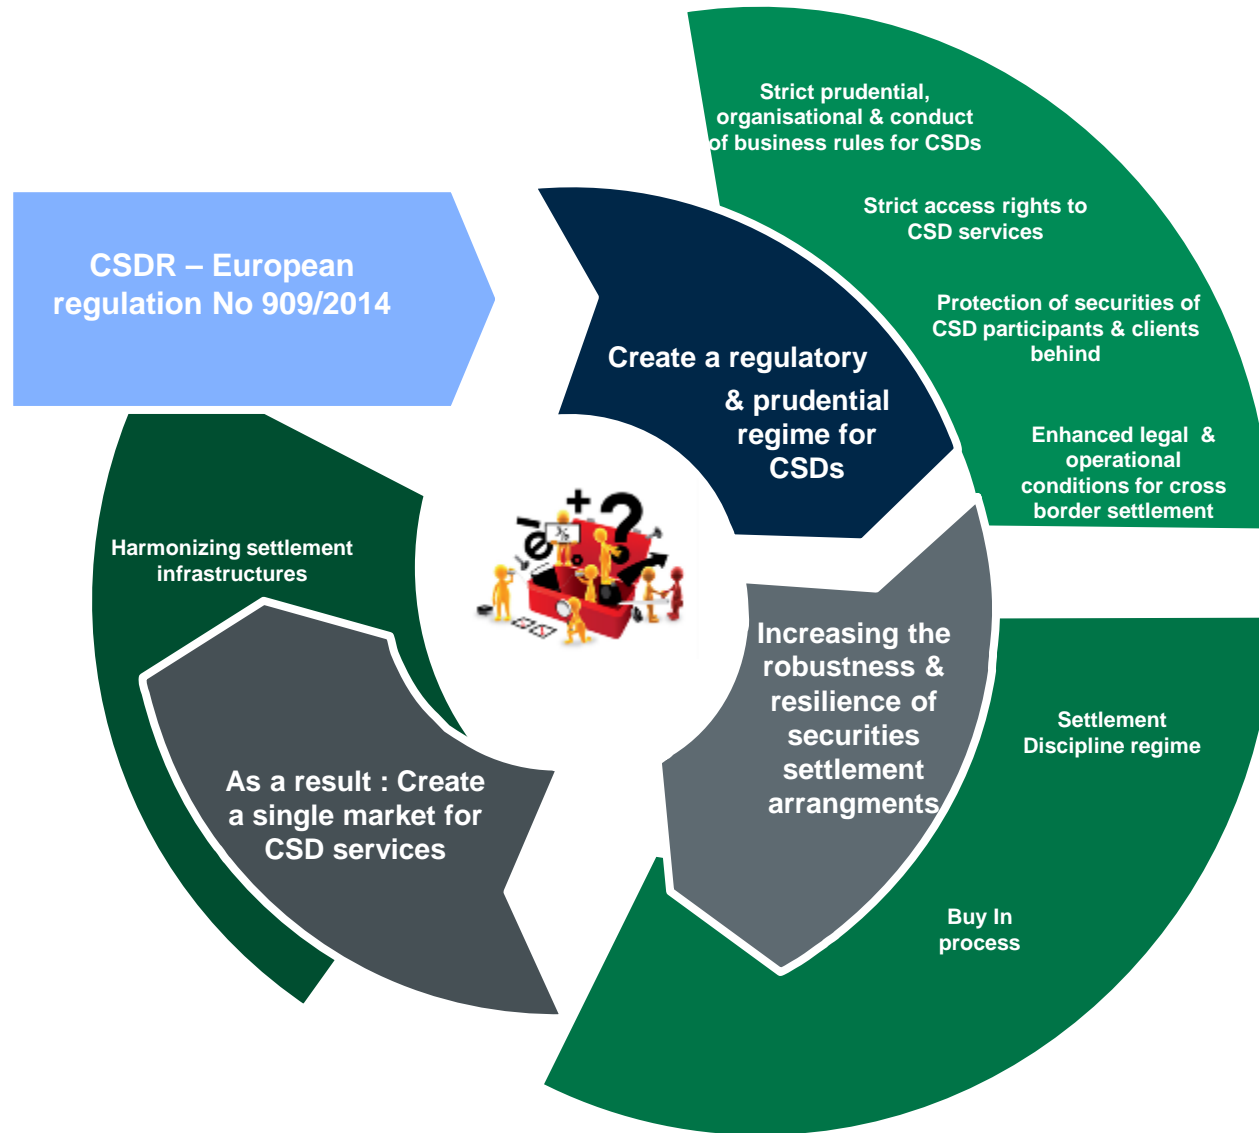 CSDR – European
regulation No 909/2014
Create a regulatory
& prudential
regime for
CSDs
Strict prudential,
organisational & conduct
of business rules for CSDs
Strict access rights to
CSD services
Protection of securities of
CSD participants & clients
behind
Enhanced legal &
operational
conditions for cross
border settlement
Increasing the
robustness &
resilience of
securities
settlement
arrangments
Settlement
Discipline regime
Buy In
process
As a result : Create
a single market for
CSD services
Harmonizing settlement
infrastructures